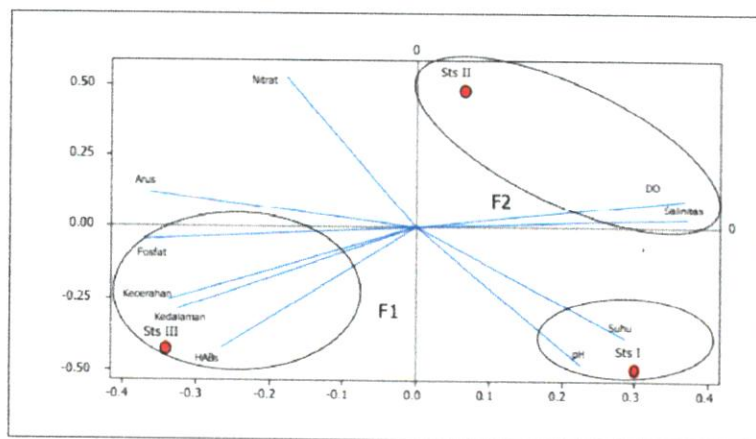 0
Sts II
0.50
Nitrat
0.25
Arus
DO
F2
Salinitas
0.00
0
Fosfat
Kecerahan
-0.25
Kedalaman
F1
Suhu
Sts III
HABs
pH
Sts I
-0.50
-0.4
-0.3
-0.2
-0.1
0.0
0.1
0.2
0.3
0.4